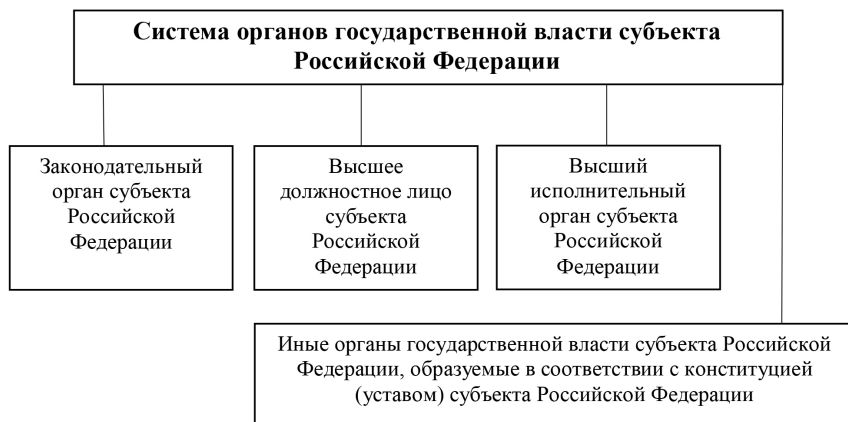 Система органов государственной власти субъекта
Российской Федерации
Законодательный
орган субъекта
Российской
Федерации
Высшее
должностное лицо
субъекта
Российской
Федерации
Высший
исполнительный
орган субъекта
Российской
Федерации
Иные органы государственной власти субъекта Российской
Федерации, образуемые в соответствии с конституцией
(уставом) субъекта Российской Федерации